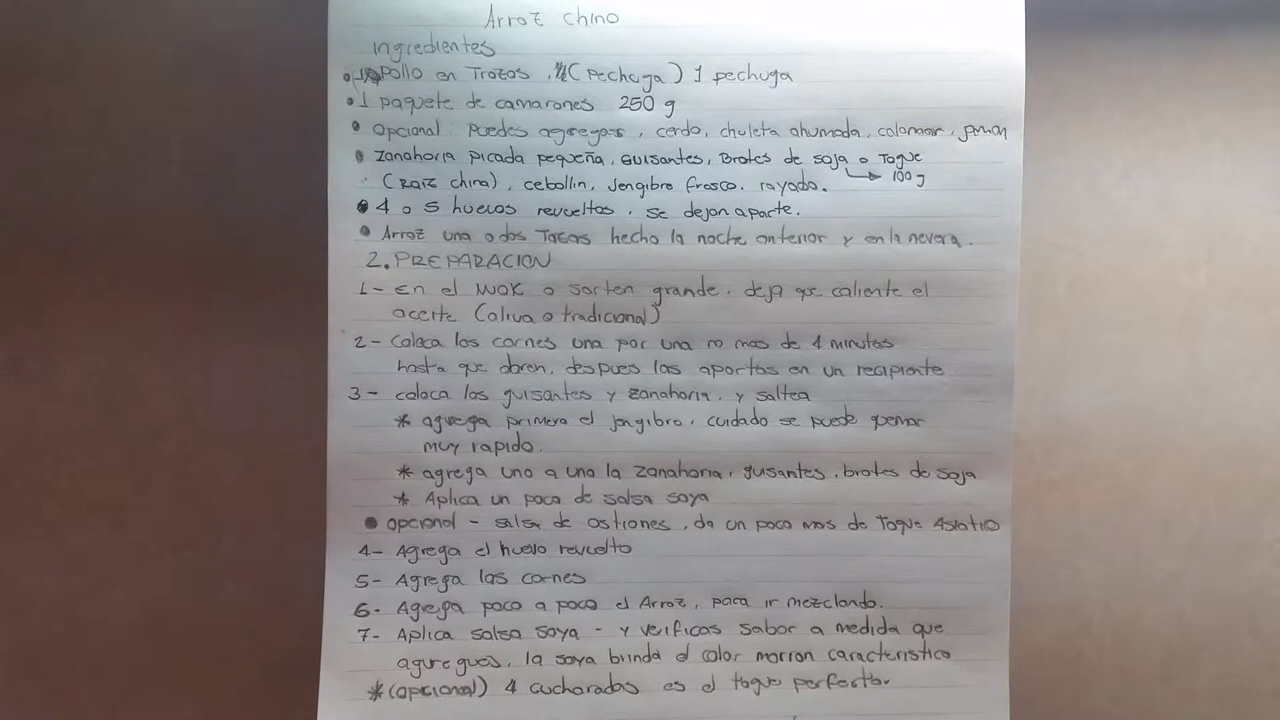 Arroz chino
ingredientes
Pollo en Trozos . (Pechuga) 1 pechuga
• 1 paquete de camarones 250 g
• Opcional: Puedes agregar, cerdo, chuleta ahumada, calamar, jamon
• Zanahoria picada pequeña, Guisantes, Brotes de soja o Togue
(Raiz china), cebollin, Jengibre fresco. rayado. → 100 g
• 4 o 5 huevos revueltos, se dejan aparte.
• Arroz una o dos Tazas hecho la noche anterior y en la nevera.
2. PREPARACION
1- En el WOK o sarten grande, deja que caliente el
aceite (oliva o tradicional)
2- Coloca las carnes una por una no mas de 4 minutos
hasta que doren, despues las apartas en un recipiente
3- coloca los guisantes y zanahoria, y saltea
* agrega primero el jengibre, cuidado se puede quemar
muy rapido.
* agrega uno a uno la zanahoria, guisantes, brotes de soja
* Aplica un poco de salsa soya
• opcional - salsa de ostiones, da un poco mas de Toque Asiatico
4- Agrega el huevo revuelto
5- Agrega las carnes
6- Agrega poco a poco el Arroz, para ir mezclando.
7- Aplica salsa soya - y verificas sabor a medida que
agregues, la soya brinda el color marron caracteristico
* (opcional) 4 cucharadas es el toque perfecto.